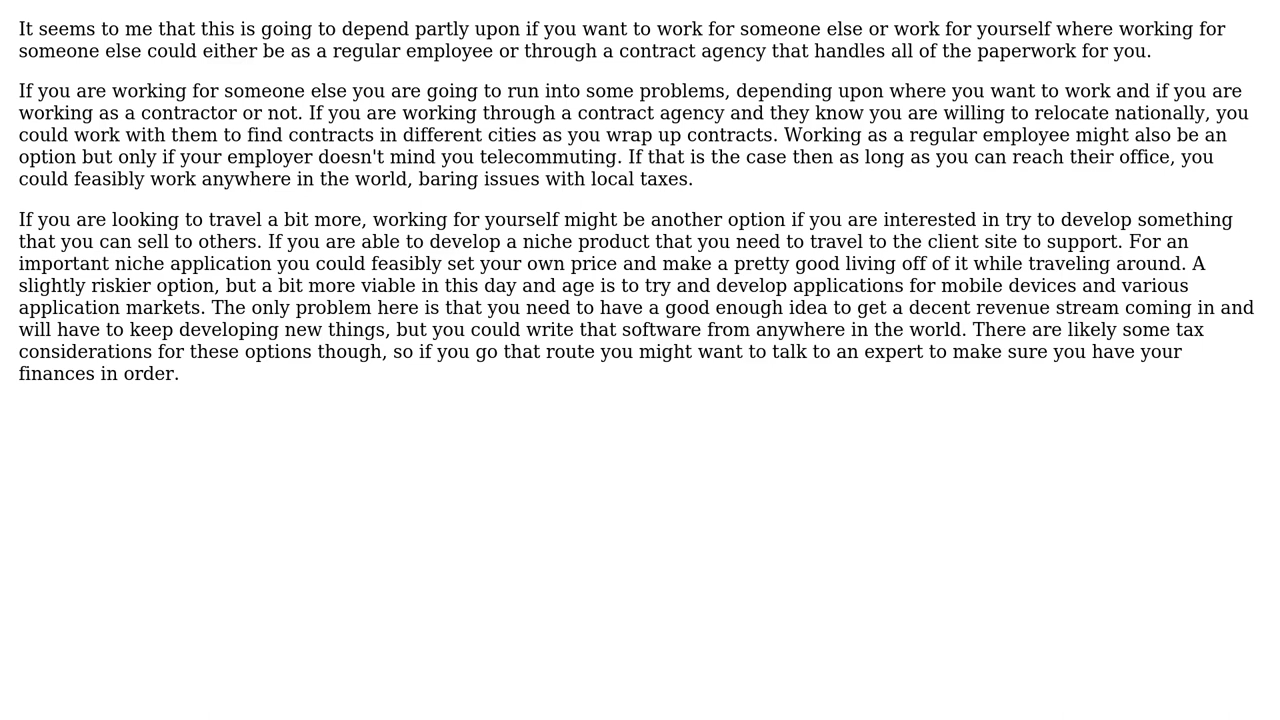 It seems to me that this is going to depend partly upon if you want to work for someone else or work for yourself where working for
someone else could either be as a regular employee or through a contract agency that handles all of the paperwork for you.
If you are working for someone else you are going to run into some problems, depending upon where you want to work and if you are
working as a contractor or not. If you are working through a contract agency and they know you are willing to relocate nationally, you
could work with them to find contracts in different cities as you wrap up contracts. Working as a regular employee might also be an
option but only if your employer doesn't mind you telecommuting. If that is the case then as long as you can reach their office, you
could feasibly work anywhere in the world, baring issues with local taxes.
If you are looking to travel a bit more, working for yourself might be another option if you are interested in try to develop something
that you can sell to others. If you are able to develop a niche product that you need to travel to the client site to support. For an
important niche application you could feasibly set your own price and make a pretty good living off of it while traveling around. A
slightly riskier option, but a bit more viable in this day and age is to try and develop applications for mobile devices and various
application markets. The only problem here is that you need to have a good enough idea to get a decent revenue stream coming in and
will have to keep developing new things, but you could write that software from anywhere in the world. There are likely some tax
considerations for these options though, so if you go that route you might want to talk to an expert to make sure you have your
finances in order.